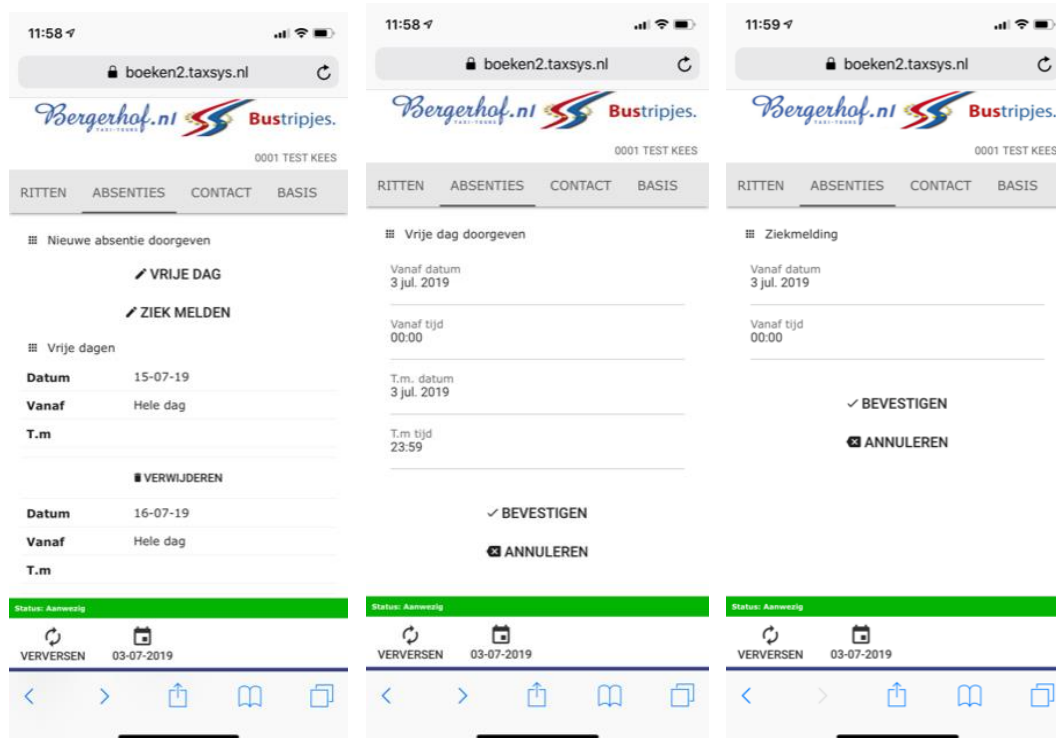 11:58
boeken2.taxsys.nl
Bergerhof.nl
TAXI-TOURS
Bustripjes.
0001 TEST KEES
RITTEN ABSENTIES CONTACT BASIS
Nieuwe absentie doorgeven
VRIJE DAG
ZIEK MELDEN
Vrije dagen
Datum 15-07-19
Vanaf Hele dag
T.m
VERWIJDEREN
Datum 16-07-19
Vanaf Hele dag
T.m
Status: Aanwezig
VERVERSEN 03-07-2019
11:58
boeken2.taxsys.nl
Bergerhof.nl
TAXI-TOURS
Bustripjes.
0001 TEST KEES
RITTEN ABSENTIES CONTACT BASIS
Vrije dag doorgeven
Vanaf datum
3 jul. 2019
Vanaf tijd
00:00
T.m. datum
3 jul. 2019
T.m tijd
23:59
BEVESTIGEN
ANNULEREN
Status: Aanwezig
VERVERSEN 03-07-2019
11:59
boeken2.taxsys.nl
Bergerhof.nl
TAXI-TOURS
Bustripjes.
0001 TEST KEES
RITTEN ABSENTIES CONTACT BASIS
Ziekmelding
Vanaf datum
3 jul. 2019
Vanaf tijd
00:00
BEVESTIGEN
ANNULEREN
Status: Aanwezig
VERVERSEN 03-07-2019